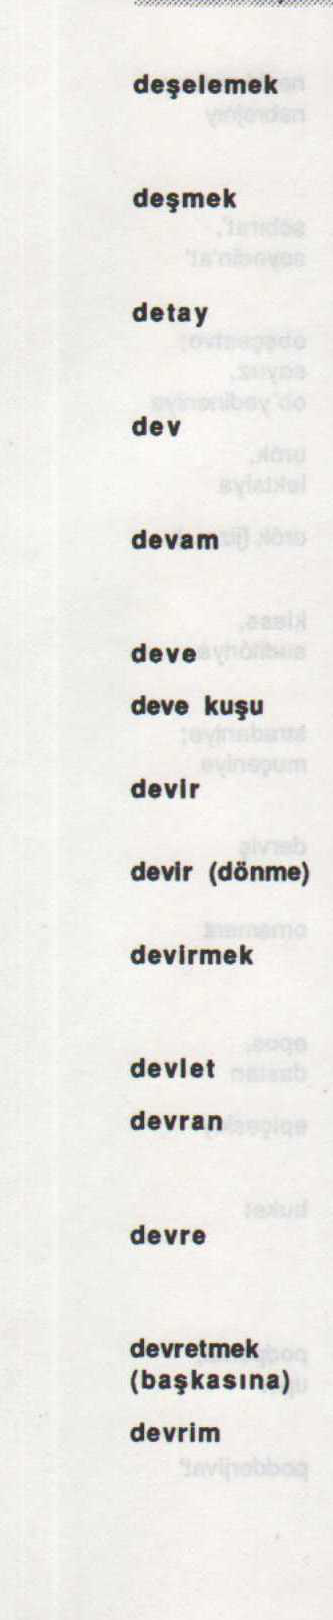 deşelemek
deşmek
detay
dev
devam
deve
deve kuşu
devir
devir (dönme)
devirmek
devlet
devran
devre
devretmek
(başkasına)
devrim